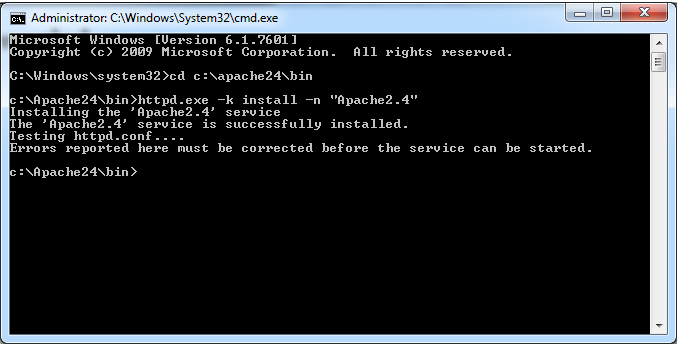 Administrator: C:\Windows\System32\cmd.exe
Microsoft Windows [Version 6.1.7601]
Copyright (c) 2009 Microsoft Corporation.  All rights reserved.
C:\Windows\system32>cd c:\apache24\bin
c:\Apache24\bin>httpd.exe -k install -n "Apache2.4"
Installing the 'Apache2.4' service
The 'Apache2.4' service is successfully installed.
Testing httpd.conf....
Errors reported here must be corrected before the service can be started.
c:\Apache24\bin>